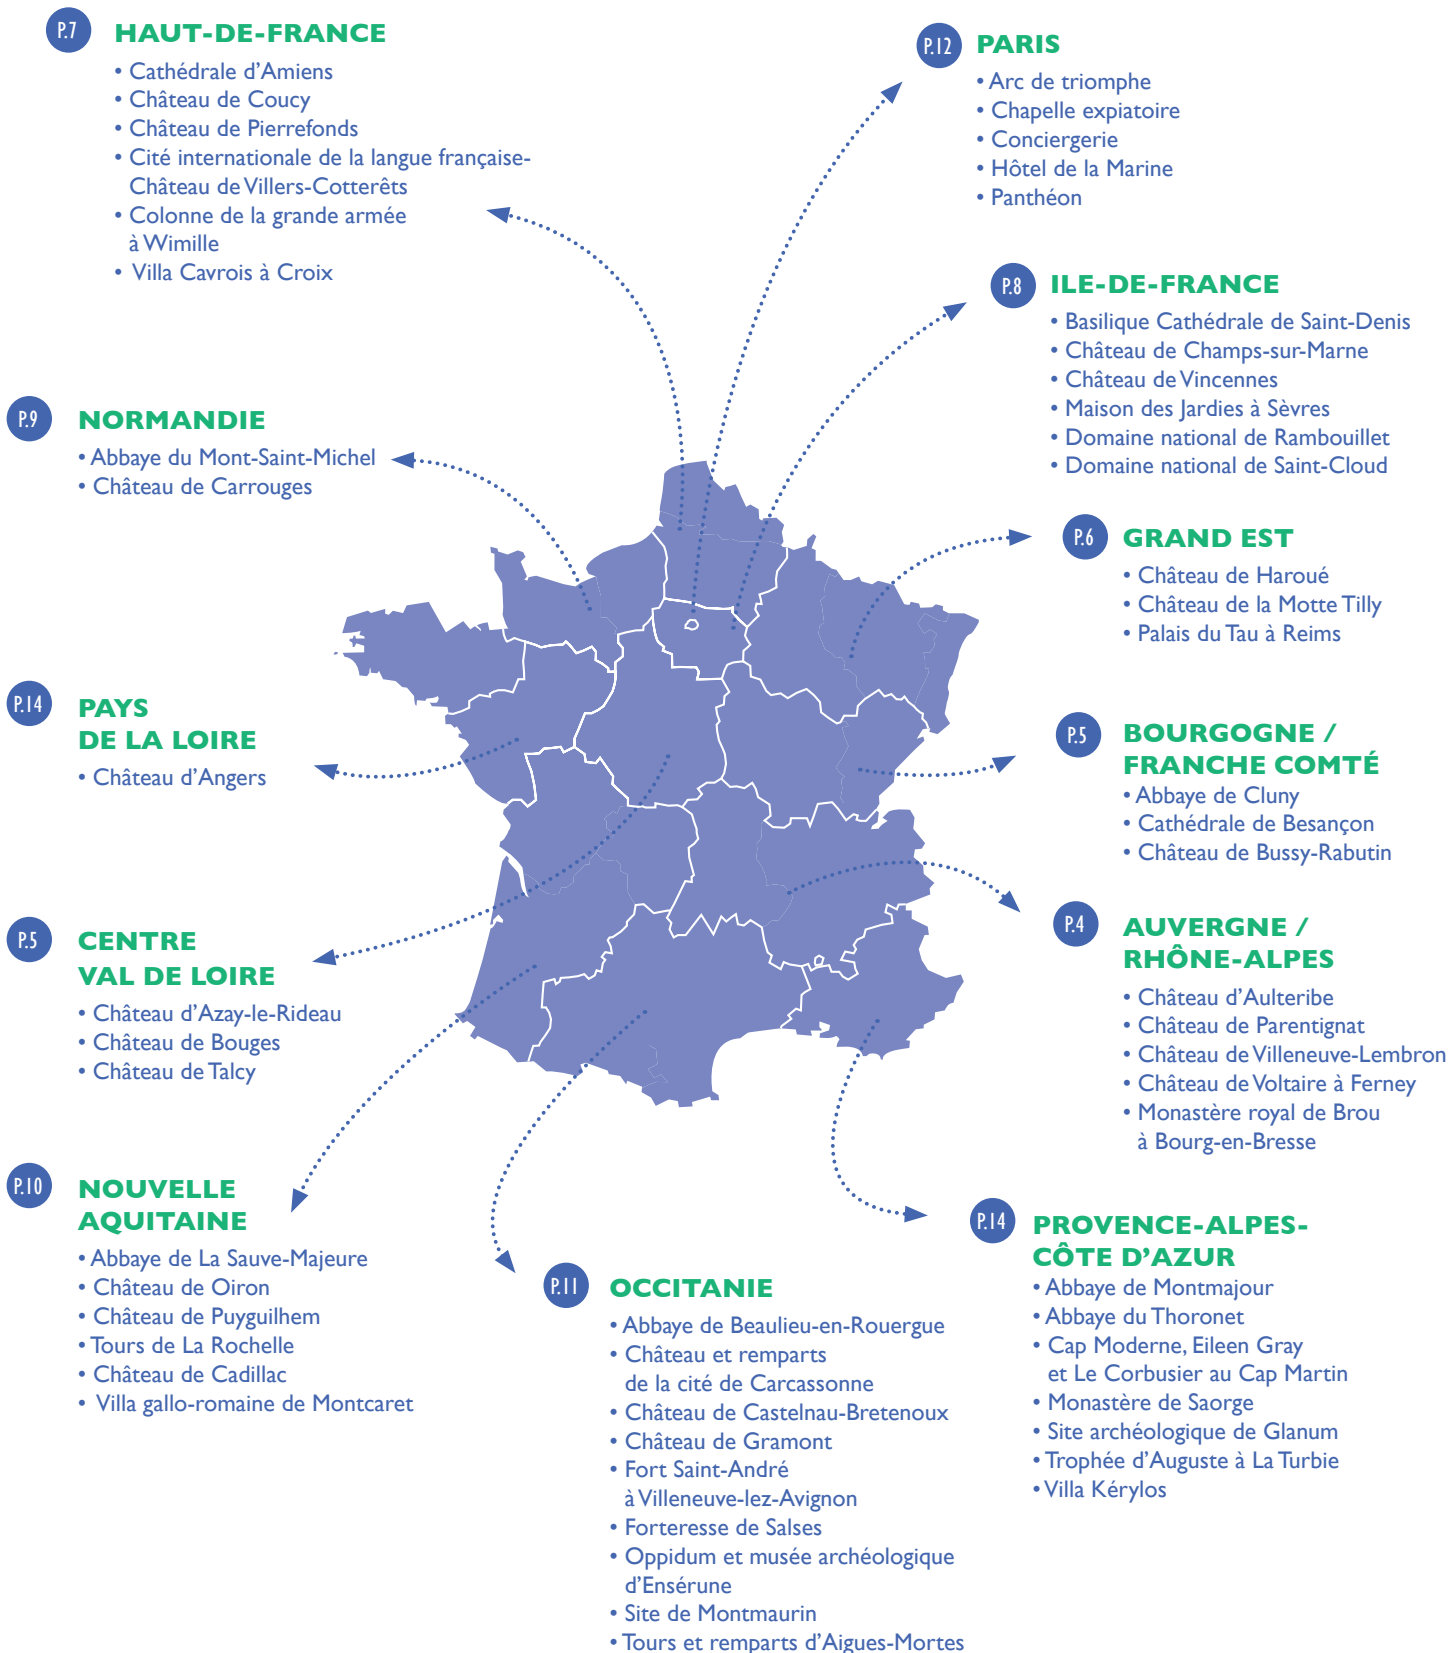 P.7
HAUT-DE-FRANCE
• Cathédrale d'Amiens
• Château de Coucy
• Château de Pierrefonds
• Cité internationale de la langue française-
Château de Villers-Cotterêts
• Colonne de la grande armée
à Wimille
• Villa Cavrois à Croix
P.12
PARIS
• Arc de triomphe
• Chapelle expiatoire
• Conciergerie
• Hôtel de la Marine
• Panthéon
P.8
ILE-DE-FRANCE
• Basilique Cathédrale de Saint-Denis
• Château de Champs-sur-Marne
• Château de Vincennes
• Maison des Jardies à Sèvres
• Domaine national de Rambouillet
• Domaine national de Saint-Cloud
P.9
NORMANDIE
• Abbaye du Mont-Saint-Michel
• Château de Carrouges
P.6
GRAND EST
• Château de Haroué
• Château de la Motte Tilly
• Palais du Tau à Reims
P.14
PAYS
DE LA LOIRE
• Château d'Angers
P.5
BOURGOGNE /
FRANCHE COMTÉ
• Abbaye de Cluny
• Cathédrale de Besançon
• Château de Bussy-Rabutin
P.5
CENTRE
VAL DE LOIRE
• Château d'Azay-le-Rideau
• Château de Bouges
• Château de Talcy
P.4
AUVERGNE /
RHÔNE-ALPES
• Château d'Aulteribe
• Château de Parentignat
• Château de Villeneuve-Lembron
• Château de Voltaire à Ferney
• Monastère royal de Brou
à Bourg-en-Bresse
P.10
NOUVELLE
AQUITAINE
• Abbaye de La Sauve-Majeure
• Château de Oiron
• Château de Puyguilhem
• Tours de La Rochelle
• Château de Cadillac
• Villa gallo-romaine de Montcaret
P.11
OCCITANIE
• Abbaye de Beaulieu-en-Rouergue
• Château et remparts
de la cité de Carcassonne
• Château de Castelnau-Bretenoux
• Château de Gramont
• Fort Saint-André
à Villeneuve-lez-Avignon
• Forteresse de Salses
• Oppidum et musée archéologique
d'Ensérune
• Site de Montmaurin
• Tours et remparts d'Aigues-Mortes
P.14
PROVENCE-ALPES-
CÔTE D'AZUR
• Abbaye de Montmajour
• Abbaye du Thoronet
• Cap Moderne, Eileen Gray
et Le Corbusier au Cap Martin
• Monastère de Saorge
• Site archéologique de Glanum
• Trophée d'Auguste à La Turbie
• Villa Kérylos